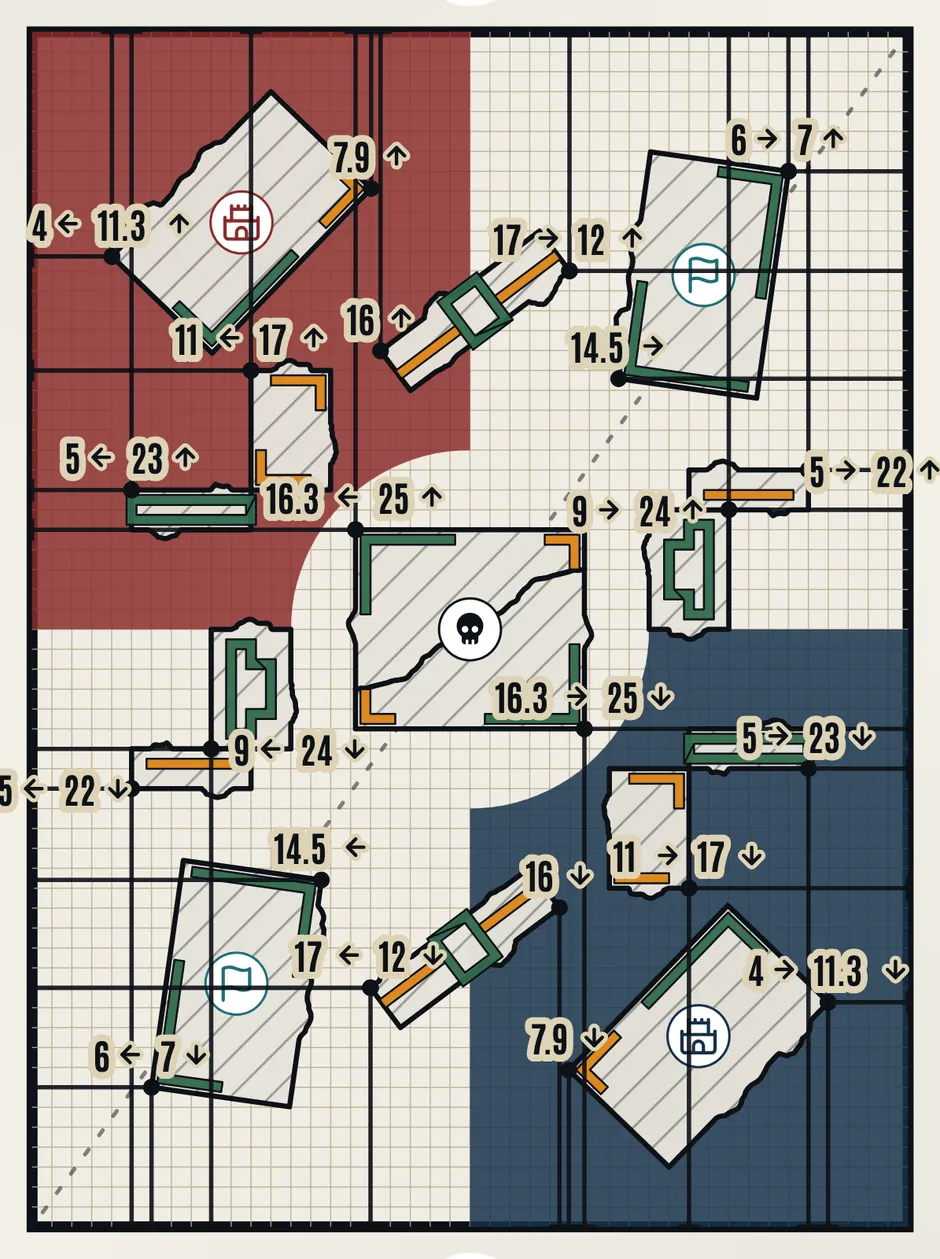 6 → 7 ↑
7.9 ↑
4 ← 11.3 ↑
17 → 12 ↑
16 ↑
11 ← 17 ↑
14.5 →
5 ← 23 ↑
5 → 22 ↑
16.3 ← 25 ↑
9 → 24 ↑
16.3 → 25 ↓
9 ← 24 ↓
5 → 23 ↓
5 ← 22 ↓
14.5 ←
11 → 17 ↓
16 ↓
17 ← 12 ↓
4 → 11.3 ↓
7.9 ↓
6 ← 7 ↓